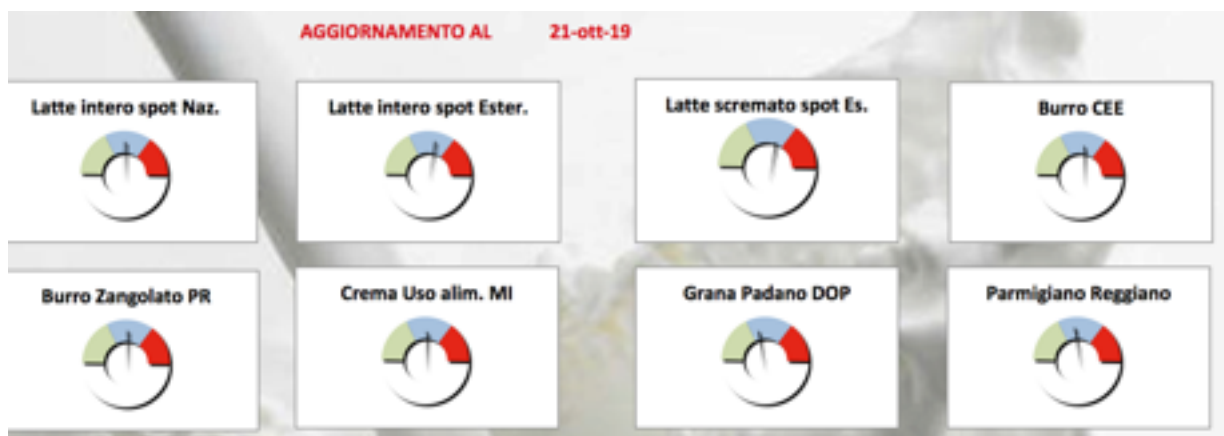 AGGIORNAMENTO AL 21-ott-19
Latte intero spot Naz.
Latte intero spot Ester.
Latte scremato spot Es.
Burro CEE
Burro Zangolato PR
Crema Uso alim. MI
Grana Padano DOP
Parmigiano Reggiano